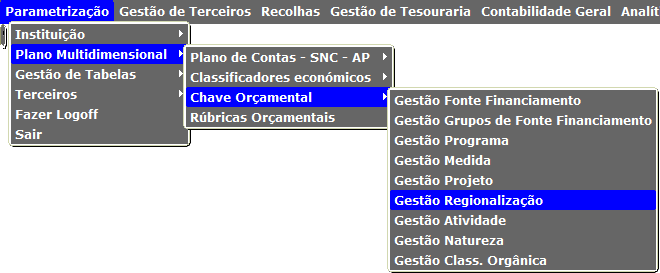 Parametrização Gestão de Terceiros Recolhas Gestão de Tesouraria Contabilidade Geral Analít
Instituição
Plano Multidimensional
Gestão de Tabelas
Terceiros
Fazer Logoff
Sair
Plano de Contas - SNC - AP
Classificadores económicos
Chave Orçamental
Rúbricas Orçamentais
Gestão Fonte Financiamento
Gestão Grupos de Fonte Financiamento
Gestão Programa
Gestão Medida
Gestão Projeto
Gestão Regionalização
Gestão Atividade
Gestão Natureza
Gestão Class. Orgânica